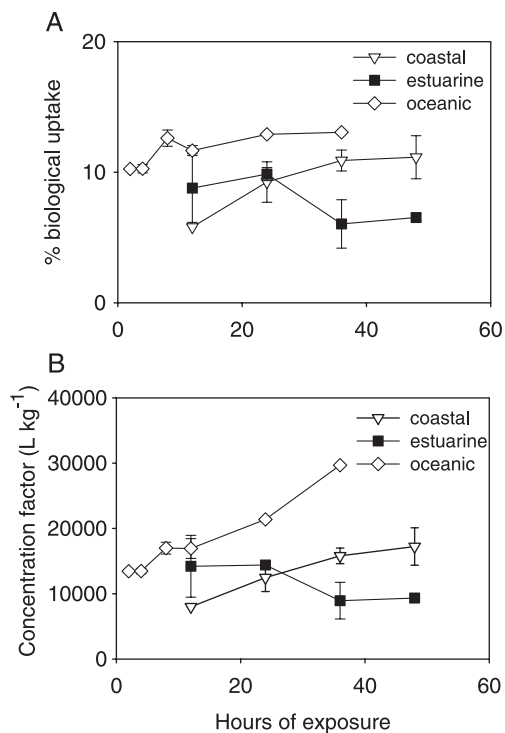 A
20
coastal
estuarine
oceanic
% biological uptake
10
0
0
20
40
60
B
40000
coastal
estuarine
oceanic
30000
Concentration factor (L kg-1)
20000
10000
0
0
20
40
60
Hours of exposure